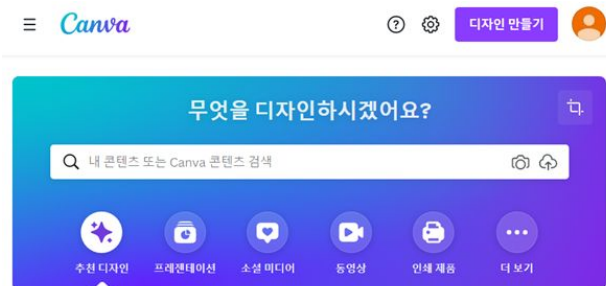 Canva
디자인 만들기
무엇을 디자인하시겠어요?
내 콘텐츠 또는 Canva 콘텐츠 검색
추천 디자인 프레젠테이션 소셜 미디어 동영상 인쇄 제품 더 보기